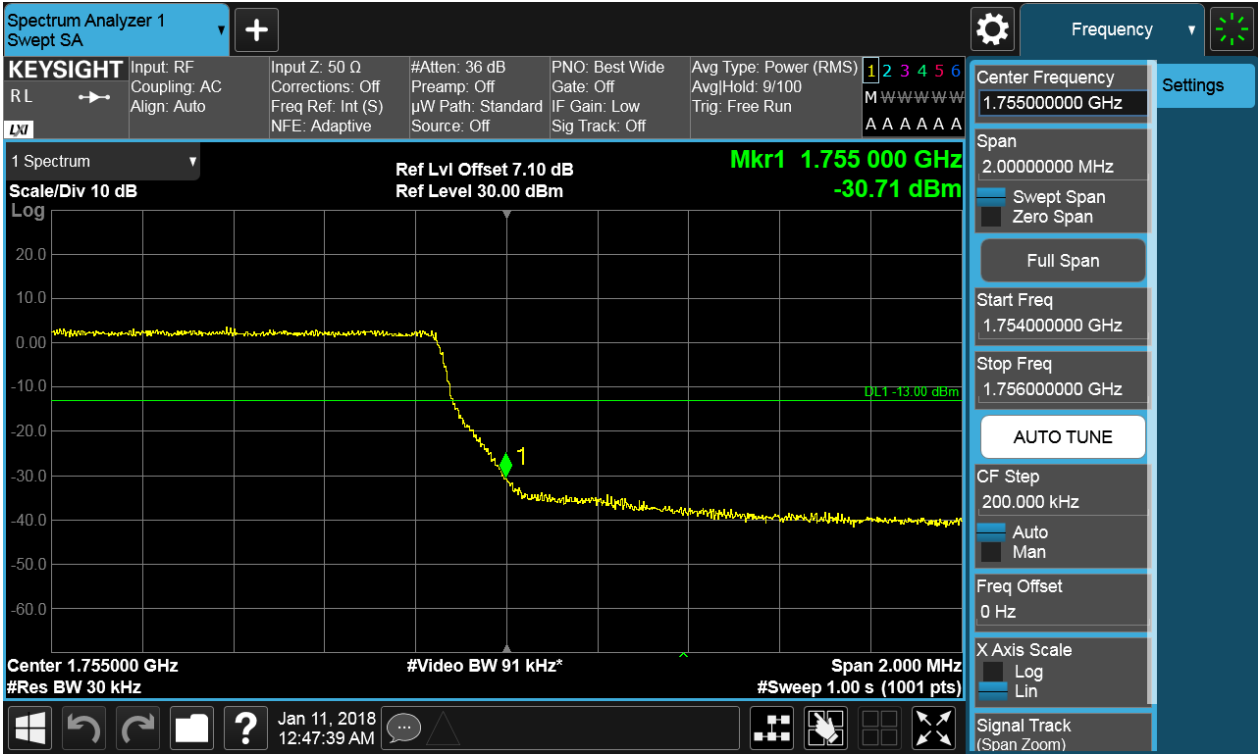 Spectrum Analyzer 1
Swept SA
+
Frequency
KEYSIGHT
R L
LXI
Input: RF
Coupling: AC
Align: Auto
Input Z: 50 Ω
Corrections: Off
Freq Ref: Int (S)
NFE: Adaptive
#Atten: 36 dB
Preamp: Off
µW Path: Standard
Source: Off
PNO: Best Wide
Gate: Off
IF Gain: Low
Sig Track: Off
Avg Type: Power (RMS)
Avg|Hold: 9/100
Trig: Free Run
1 2 3 4 5 6
M W W W W W
A A A A A A
1 Spectrum
Scale/Div 10 dB
Log
Ref Lvl Offset 7.10 dB
Ref Level 30.00 dBm
Mkr1 1.755 000 GHz
-30.71 dBm
20.0
10.0
0.00
-10.0
DL1 -13.00 dBm
-20.0
1
-30.0
-40.0
-50.0
-60.0
Center 1.755000 GHz
#Video BW 91 kHz*
Span 2.000 MHz
#Res BW 30 kHz
#Sweep 1.00 s (1001 pts)
Center Frequency
1.755000000 GHz
Settings
Span
2.00000000 MHz
Swept Span
Zero Span
Full Span
Start Freq
1.754000000 GHz
Stop Freq
1.756000000 GHz
AUTO TUNE
CF Step
200.000 kHz
Auto
Man
Freq Offset
0 Hz
X Axis Scale
Log
Lin
Signal Track
(Span Zoom)
?
Jan 11, 2018
12:47:39 AM